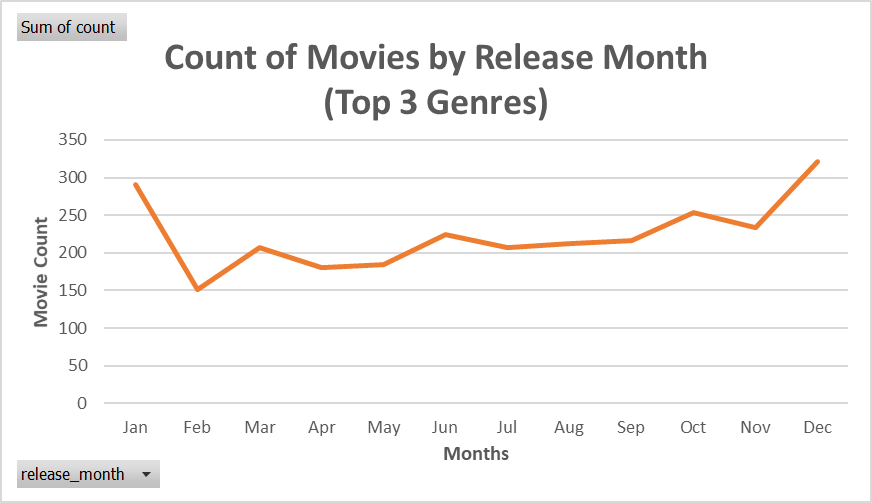 Sum of count
Count of Movies by Release Month
(Top 3 Genres)
Movie Count
350
300
250
200
150
100
50
0
Jan Feb Mar Apr May Jun Jul Aug Sep Oct Nov Dec
Months
release_month